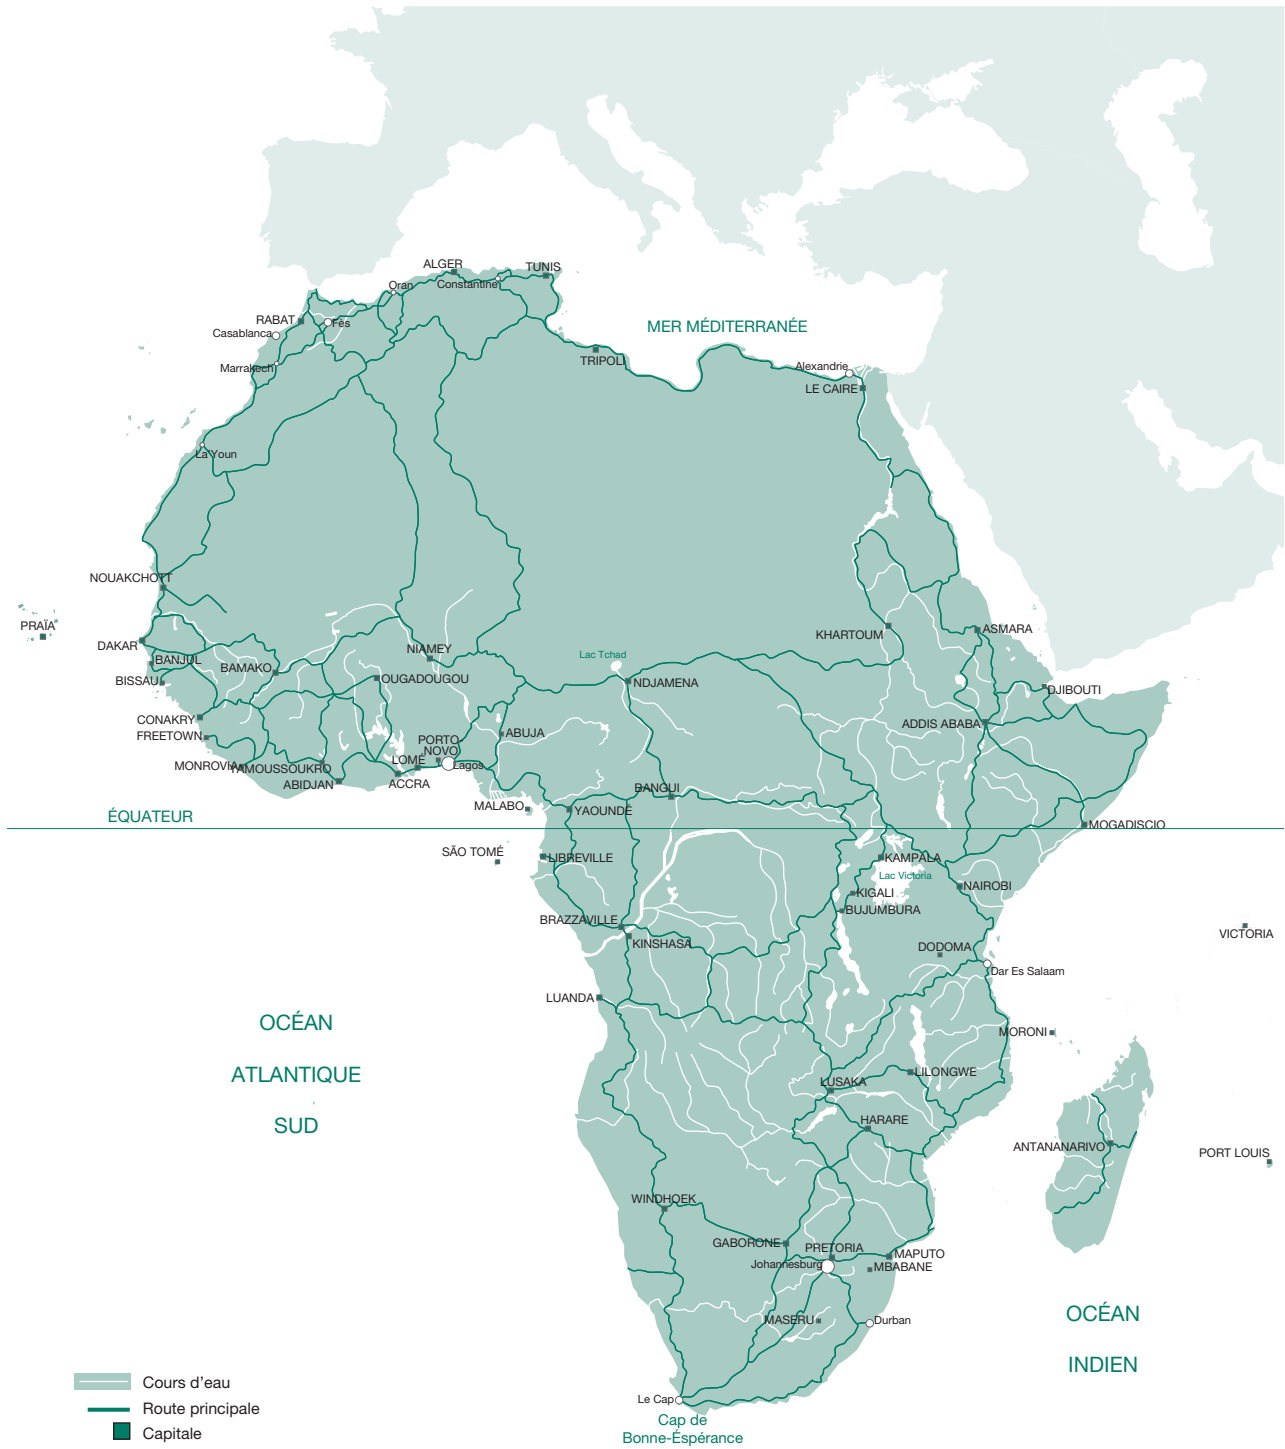 ALGER
TUNIS
Oran
Constantine
RABAT
Fès
Casablanca
MER MÉDITERRANÉE
TRIPOLI
Marrakech
Alexandrie
LE CAIRE
La'Youn
NOUAKCHOTT
PRAÏA
DAKAR
KHARTOUM
ASMARA
NIAMEY
Lac Tchad
BANJUL
BAMAKO
BISSAU
OUGADOUGOU
NDJAMENA
DJIBOUTI
CONAKRY
ADDIS ABABA
FREETOWN
ABUJA
PORTO
NOVO
MONROVIA
YAMOUSSOUKRO
LOMÉ
Lagos
ABIDJAN
ACCRA
BANGUI
MALABO
YAOUNDÉ
ÉQUATEUR
MOGADISCIO
SÃO TOMÉ
LIBREVILLE
KAMPALA
Lac Victoria
NAIROBI
KIGALI
BUJUMBURA
BRAZZAVILLE
KINSHASA
VICTORIA
DODOMA
Dar Es Salaam
LUANDA
OCÉAN
ATLANTIQUE
SUD
MORONI
LILONGWE
LUSAKA
HARARE
ANTANANARIVO
PORT LOUIS
WINDHOEK
GABORONE
PRETORIA
MAPUTO
Johannesburg
MBABANE
MASERU
Durban
OCÉAN
INDIEN
Le Cap
Cap de
Bonne-Éspérance
Cours d'eau
Route principale
Capitale